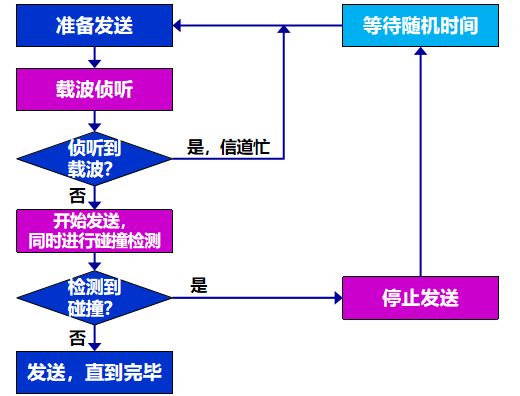 准备发送
等待随机时间
载波侦听
侦听到
载波？
是，信道忙
否
开始发送，
同时进行碰撞检测
检测到
碰撞？
是
停止发送
否
发送，直到完毕